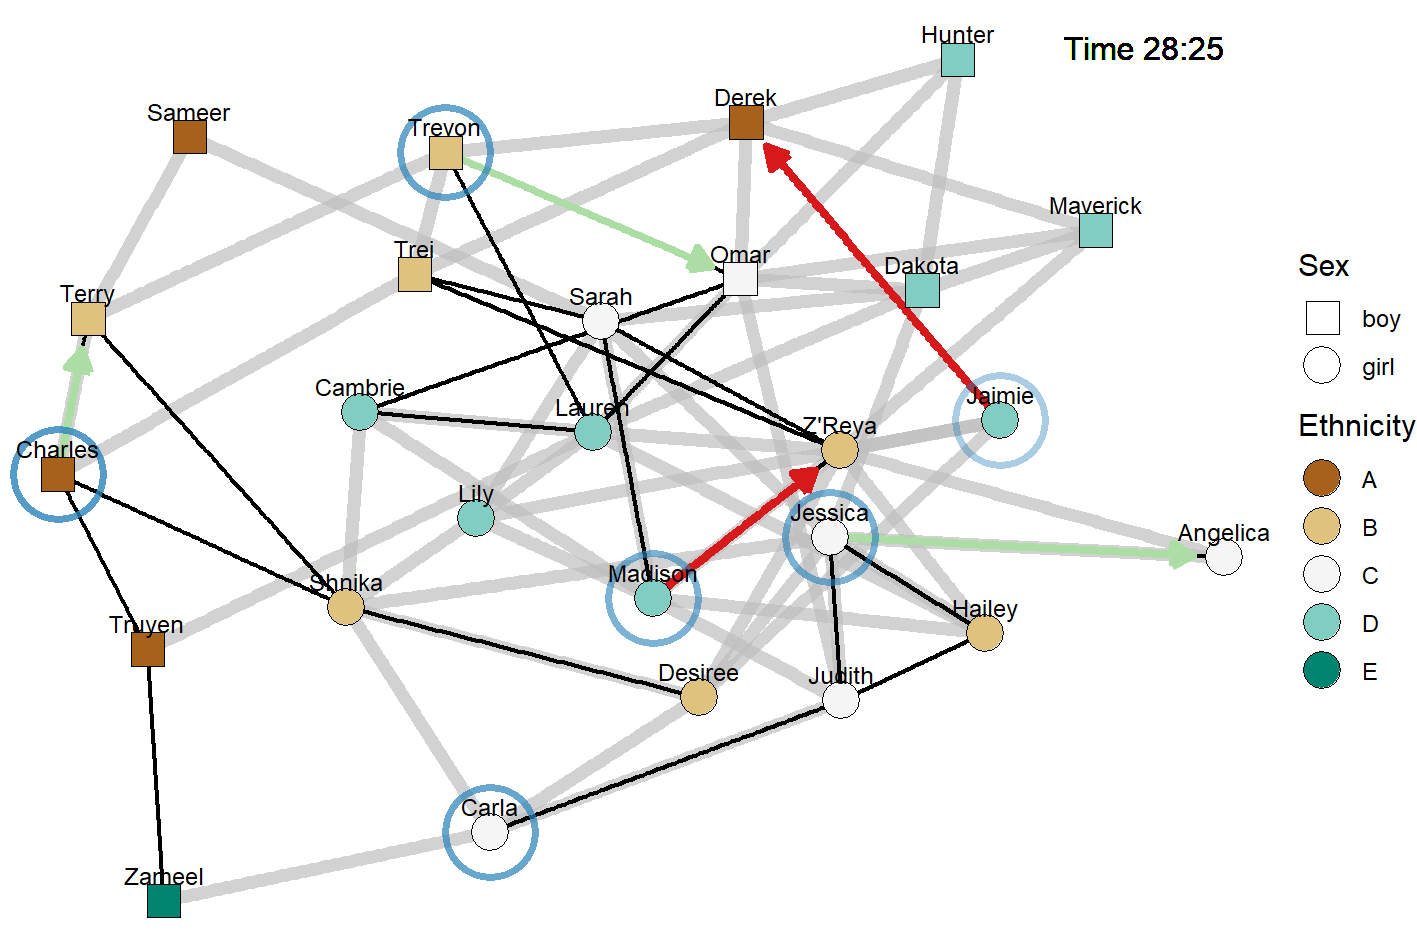 Hunter
Time 28:25
Derek
Sameer
Trevon
Maverick
Trei
Omar
Dakota
Sex
Terry
Sarah
boy
girl
Cambrie
Lauren
Jaimie
Z'Reya
Ethnicity
Charles
A
Lily
Jessica
B
Angelica
Shnika
Madison
C
Hailey
D
Tnuyen
Desiree
Judith
E
Carla
Zameel